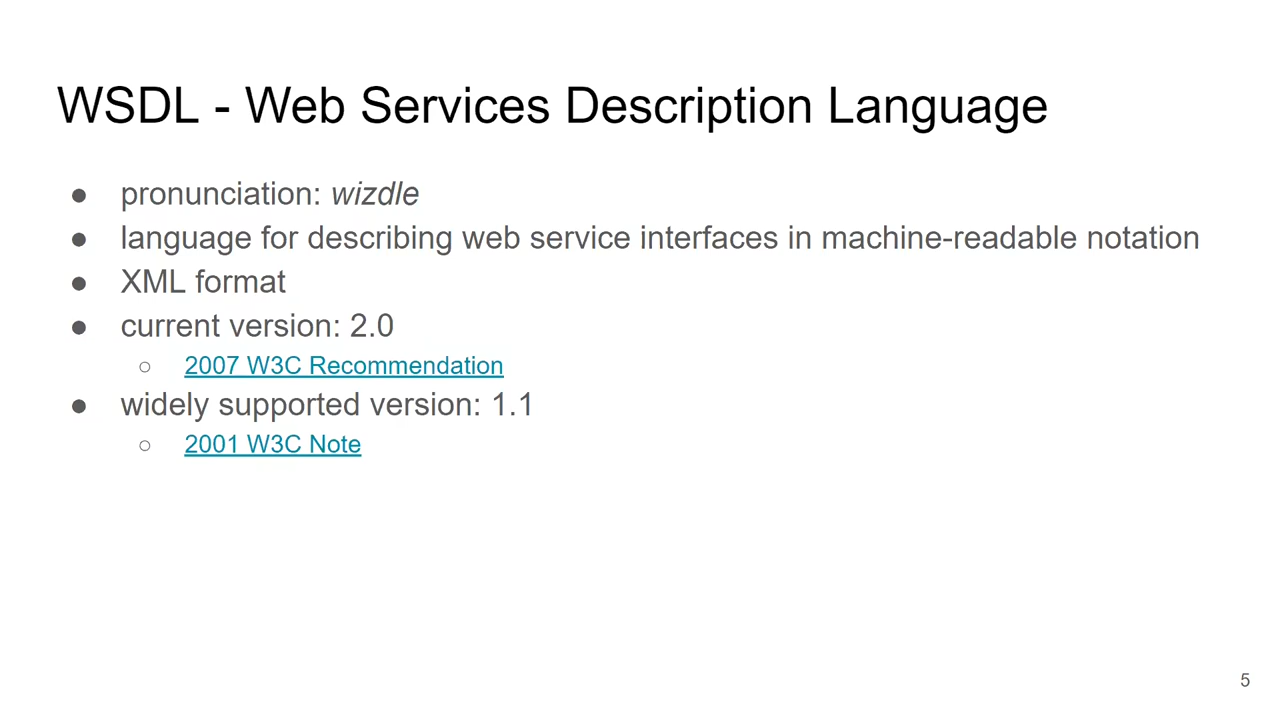 WSDL - Web Services Description Language
● pronunciation: wizdle
● language for describing web service interfaces in machine-readable notation
● XML format
● current version: 2.0
○ 2007 W3C Recommendation
● widely supported version: 1.1
○ 2001 W3C Note
5